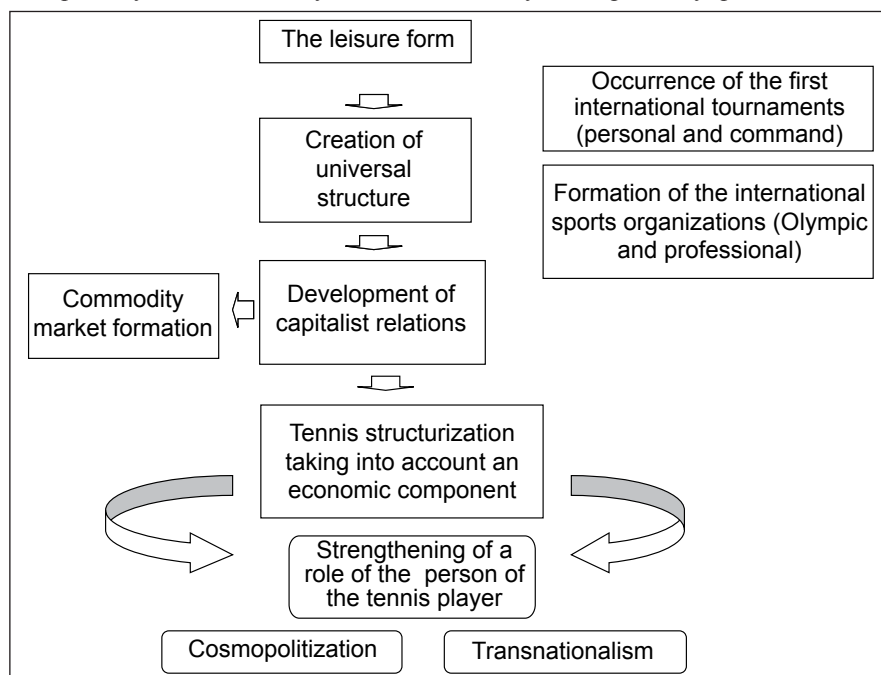 The leisure form
Occurrence of the first
international tournaments
(personal and command)
Creation of
universal
structure
Formation of the international
sports organizations (Olympic
and professional)
Commodity
market formation
Development of
capitalist relations
Tennis structurization
taking into account an
economic component
Strengthening of a
role of the person of
the tennis player
Cosmopolitization
Transnationalism